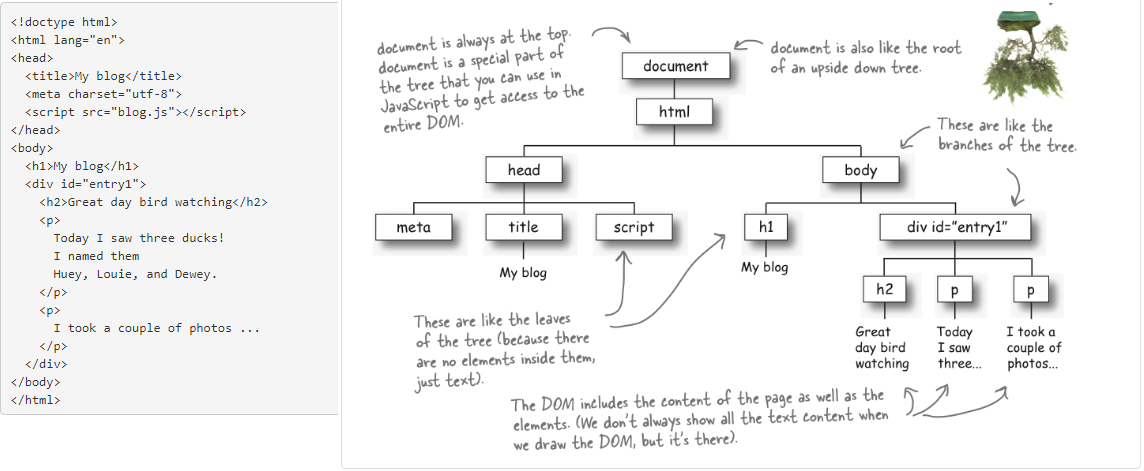 <!doctype html>
<html lang="en">
<head>
<title>My blog</title>
<meta charset="utf-8">
<script src="blog.js"></script>
</head>
<body>
<h1>My blog</h1>
<div id="entry1">
<h2>Great day bird watching</h2>
<p>
Today I saw three ducks!
I named them
Huey, Louie, and Dewey.
</p>
<p>
I took a couple of photos ...
</p>
</div>
</body>
</html>
document is always at the top.
document is a special part of
the tree that you can use in
JavaScript to get access to the
entire DOM.
document
document is also like the root
of an upside down tree.
html
These are like the
branches of the tree.
head
body
meta
title
script
h1
div id="entry1"
My blog
My blog
h2
p
p
Great
day bird
watching
Today
I saw
three...
I took a
couple of
photos...
These are like the leaves
of the tree (because there
are no elements inside them,
just text).
The DOM includes the content of the page as well as the
elements. (We don't always show all the text content when
we draw the DOM, but it's there).